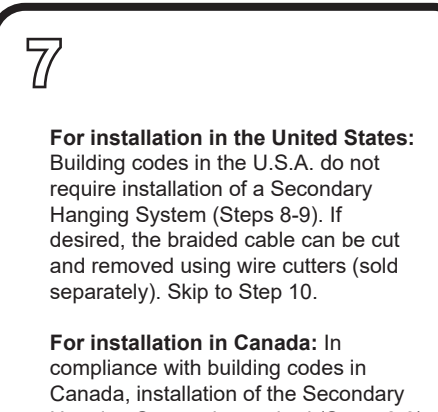 7
For installation in the United States:
Building codes in the U.S.A. do not
require installation of a Secondary
Hanging System (Steps 8-9). If
desired, the braided cable can be cut
and removed using wire cutters (sold
separately). Skip to Step 10.
For installation in Canada: In
compliance with building codes in
Canada, installation of the Secondary